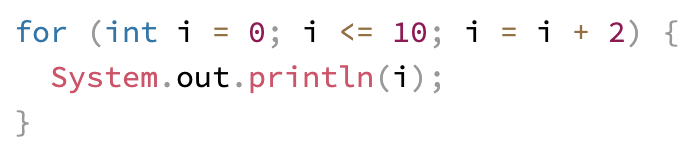 for (int i = 0; i <= 10; i = i + 2) {
  System.out.println(i);
}